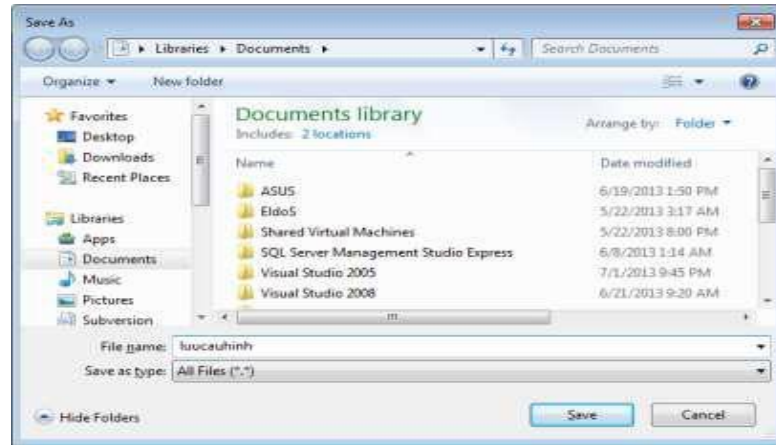 Save As
Libraries Documents
Search Documents
Organize New folder
Favorites
Desktop
Downloads
Recent Places
Libraries
Apps
Documents
Music
Pictures
Subversion
Documents library
Includes: 2 locations
Arrange by: Folder
Name Date modified
ASUS 6/19/2013 1:50 PM
EldoS 5/22/2013 3:17 AM
Shared Virtual Machines 5/22/2013 8:00 PM
SQL Server Management Studio Express 6/8/2013 1:14 AM
Visual Studio 2005 7/1/2013 9:45 PM
Visual Studio 2008 6/21/2013 9:20 AM
File name: luucauhinh
Save as type: All Files (*.*)
Hide Folders Save Cancel